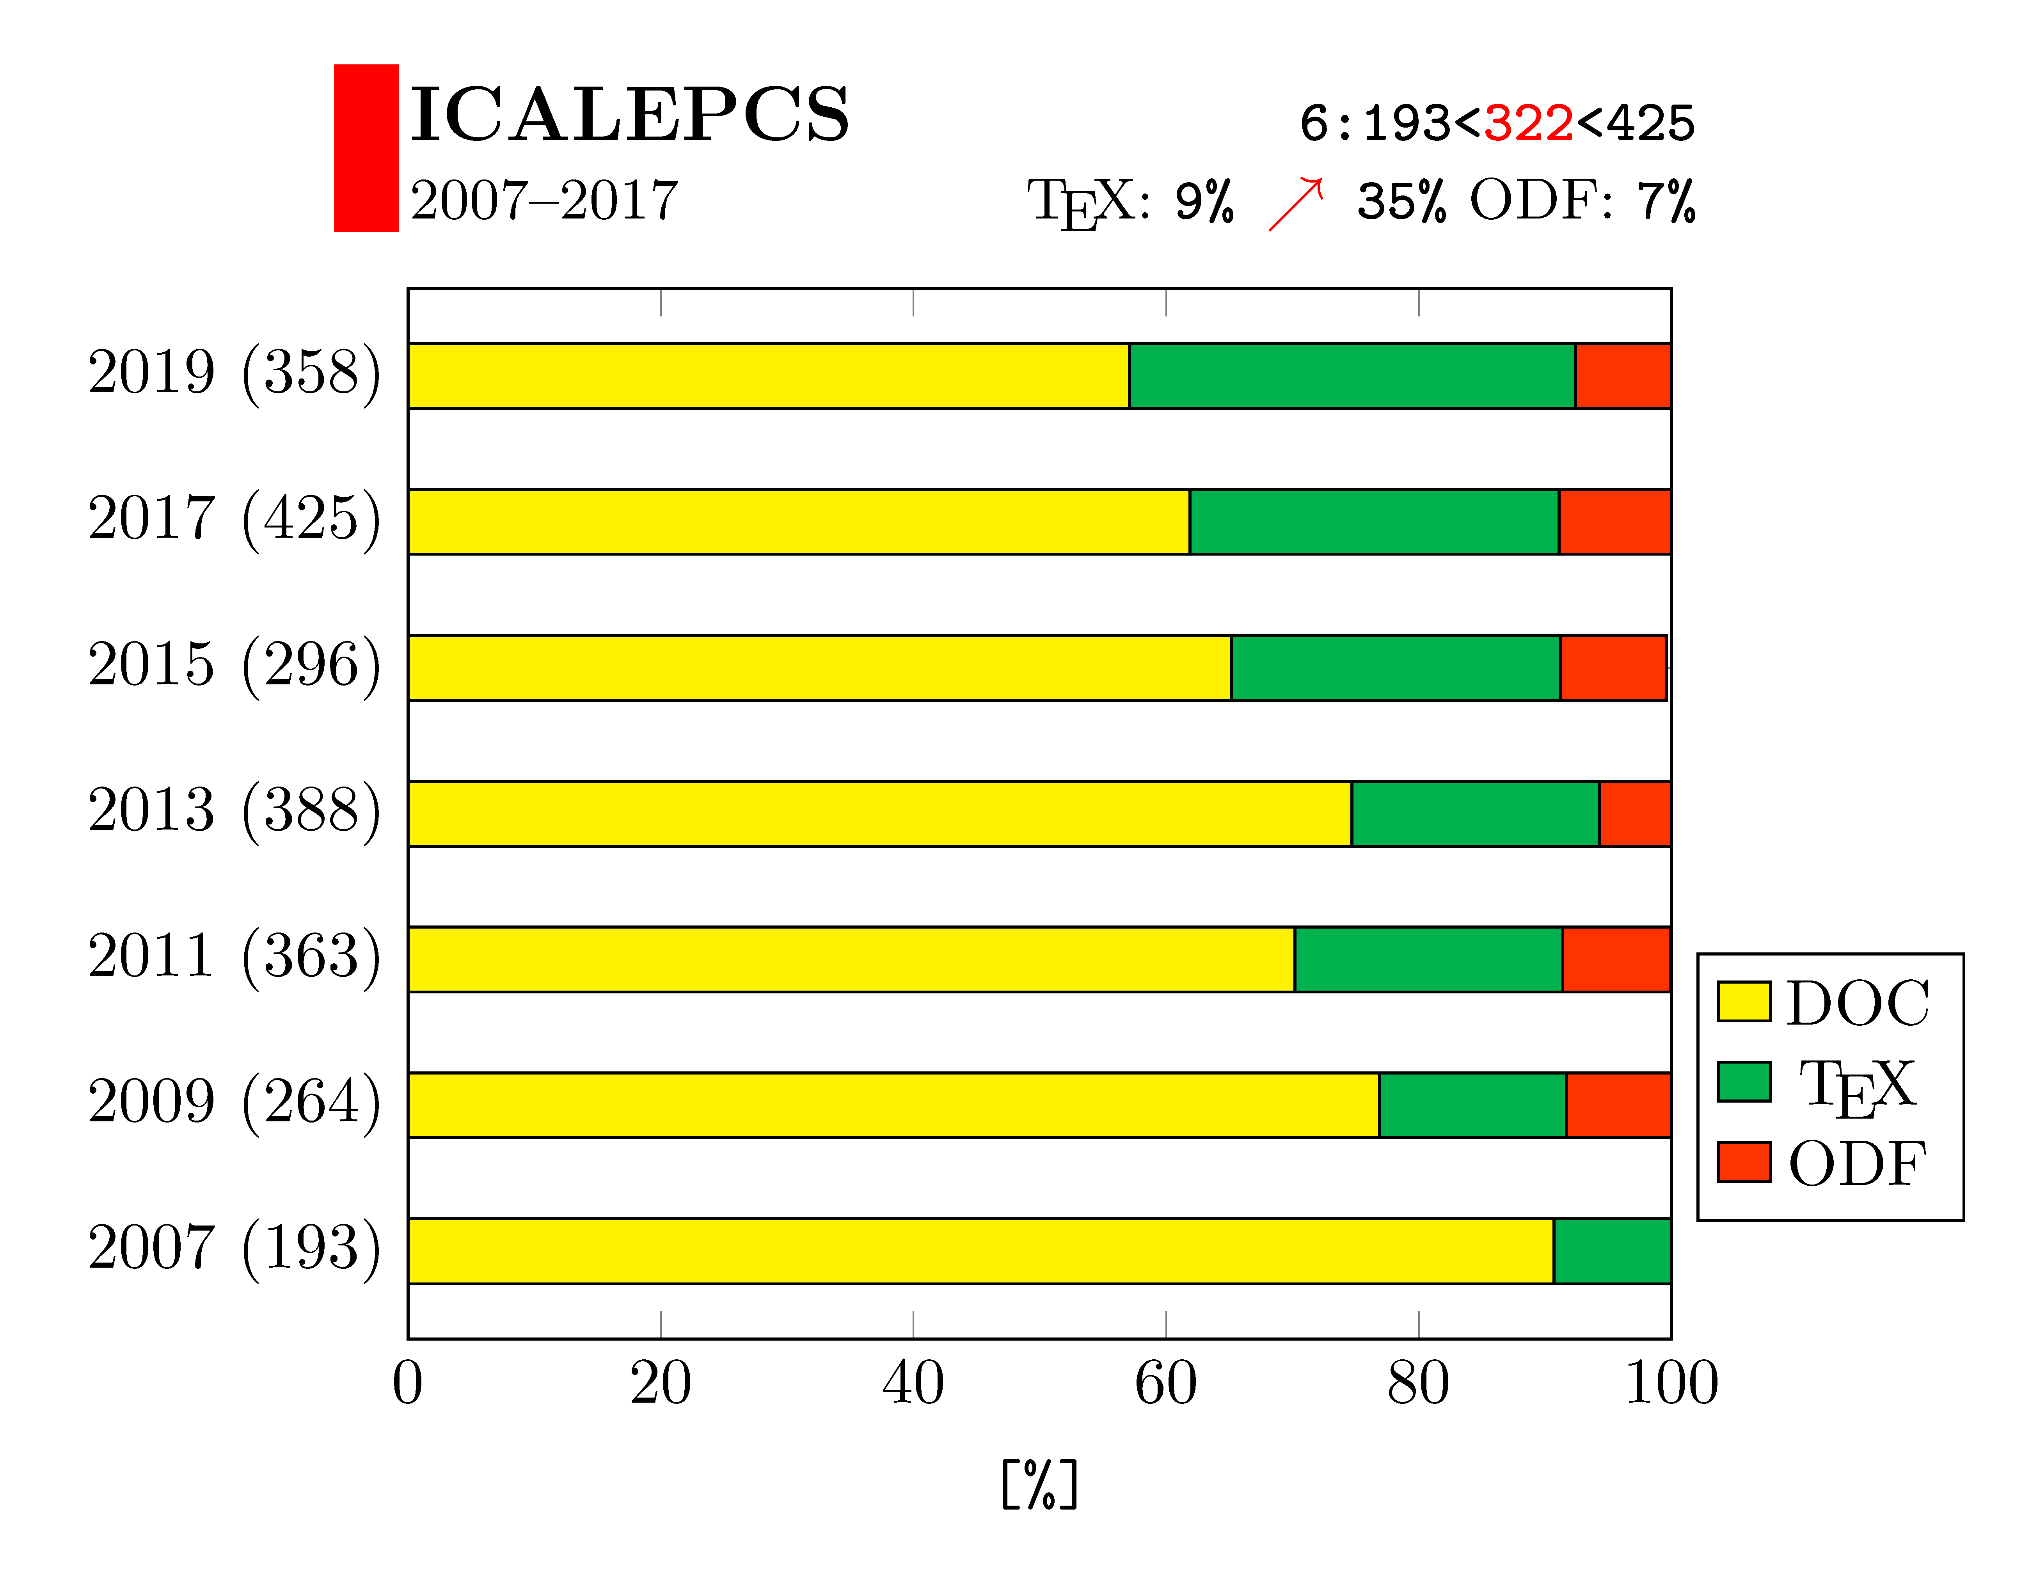 ICALEPCS 6:193<322<425
2007–2017 TEX: 9% ↗ 35% ODF: 7%
2019 (358)
2017 (425)
2015 (296)
2013 (388)
2011 (363)
2009 (264)
2007 (193)
DOC
TEX
ODF
0 20 40 60 80 100
[%]